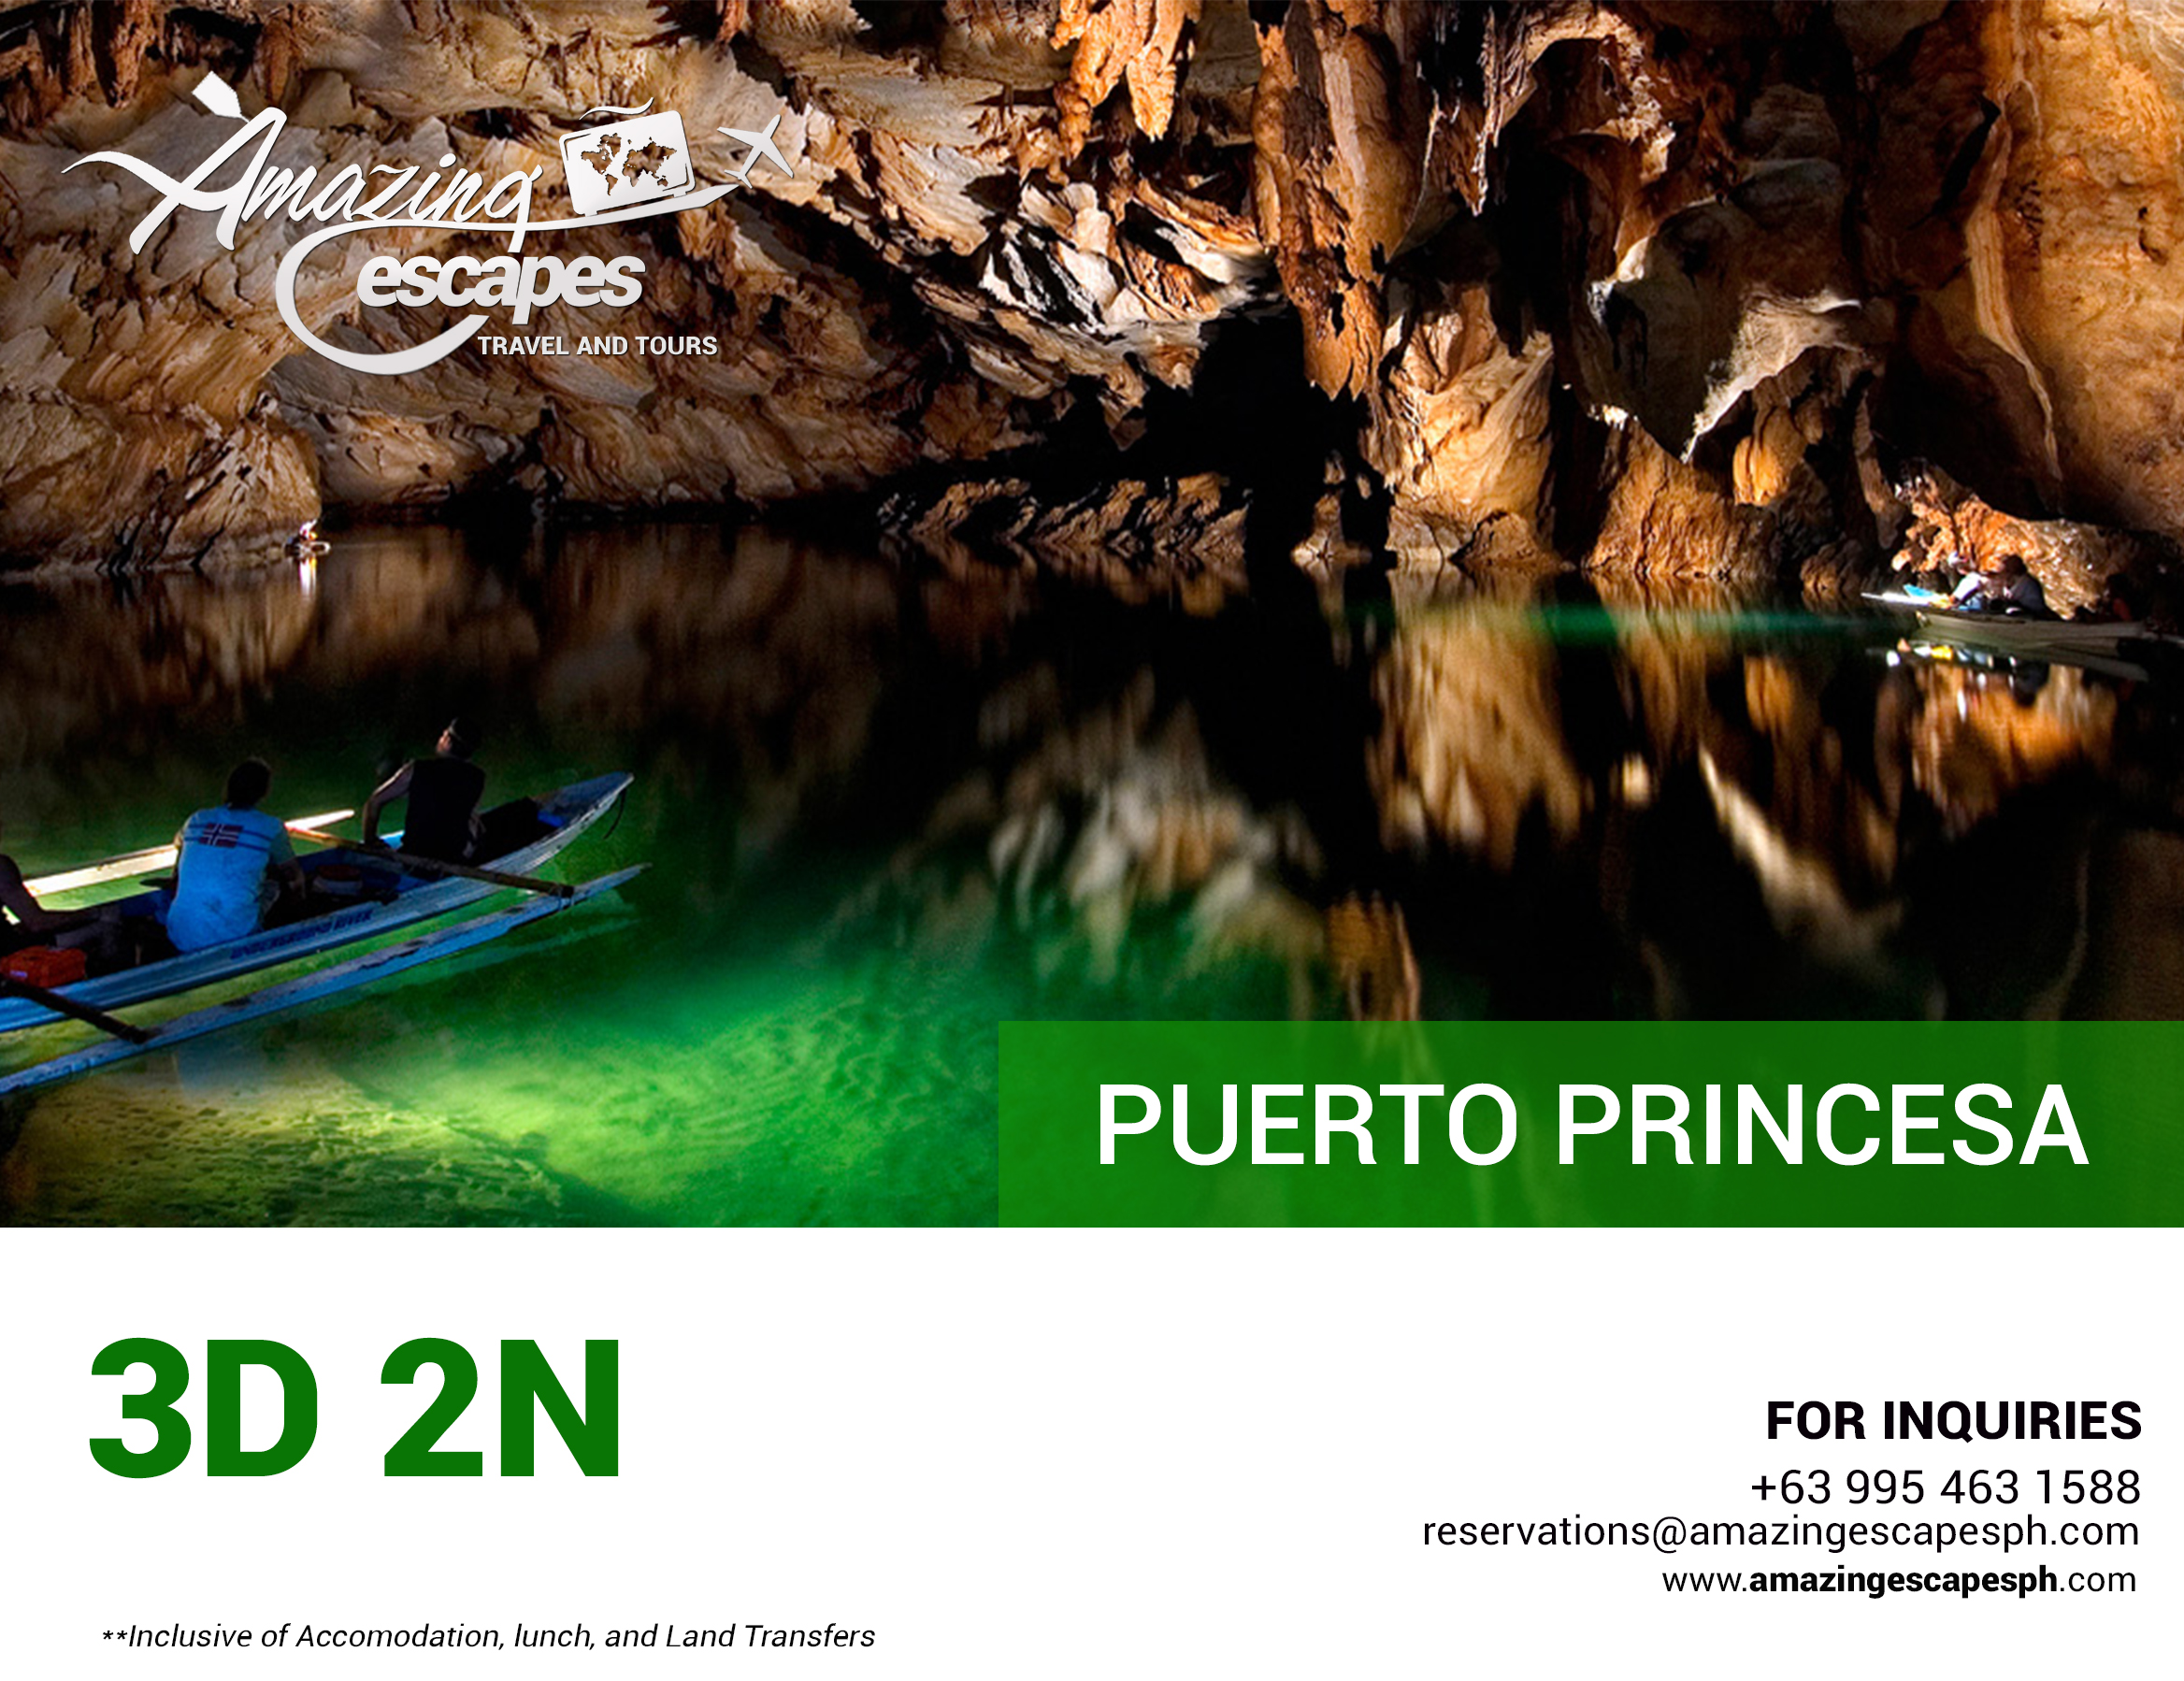 Amazing
escapes
TRAVEL AND TOURS
PUERTO PRINCESA
3D 2N
FOR INQUIRIES
+63 995 463 1588
reservations@amazingescapesph.com
www.amazingescapesph.com
**Inclusive of Accomodation, lunch, and Land Transfers